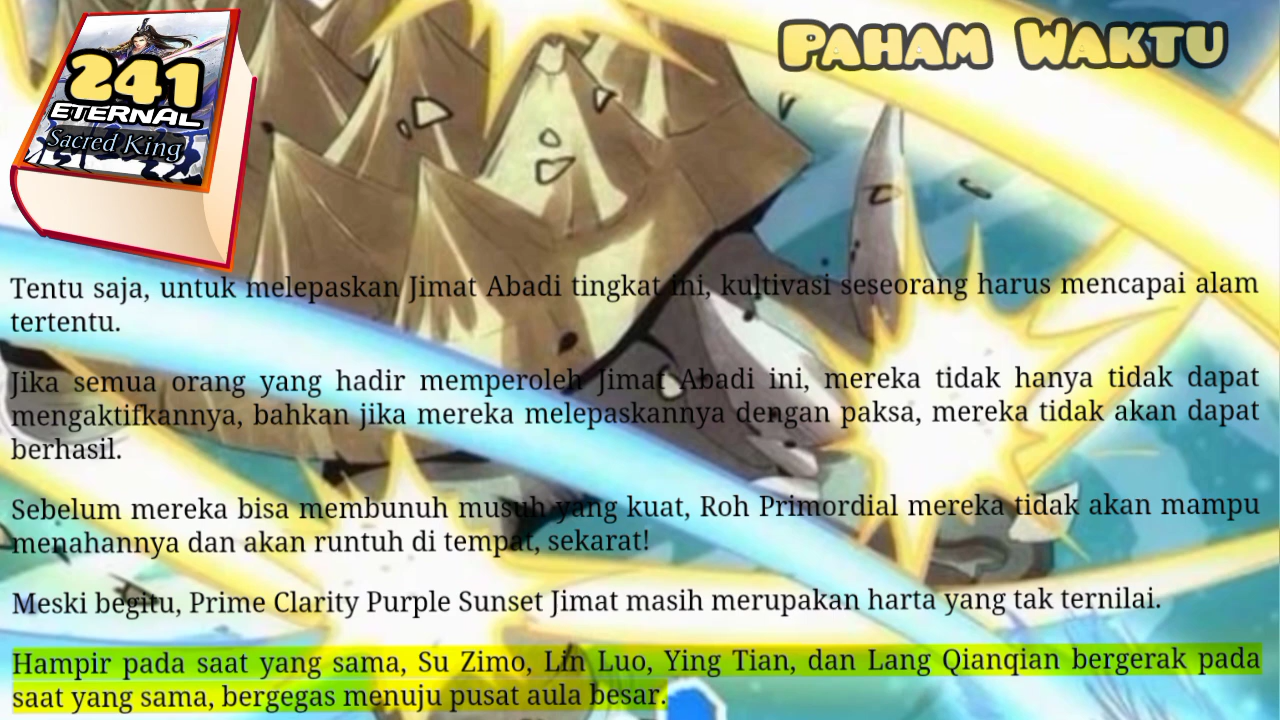 PAHAM WAKTU
241
ETERNAL
Sacred King
Tentu saja, untuk melepaskan Jimat Abadi tingkat ini, kultivasi seseorang harus mencapai alam
tertentu.
Jika semua orang yang hadir memperoleh Jimat Abadi ini, mereka tidak hanya tidak dapat
mengaktifkannya, bahkan jika mereka melepaskannya dengan paksa, mereka tidak akan dapat
berhasil.
Sebelum mereka bisa membunuh musuh yang kuat, Roh Primordial mereka tidak akan mampu
menahannya dan akan runtuh di tempat, sekarat!
Meski begitu, Prime Clarity Purple Sunset Jimat masih merupakan harta yang tak ternilai.
Hampir pada saat yang sama, Su Zimo, Lin Luo, Ying Tian, dan Lang Qianqian bergerak pada
saat yang sama, bergegas menuju pusat aula besar.